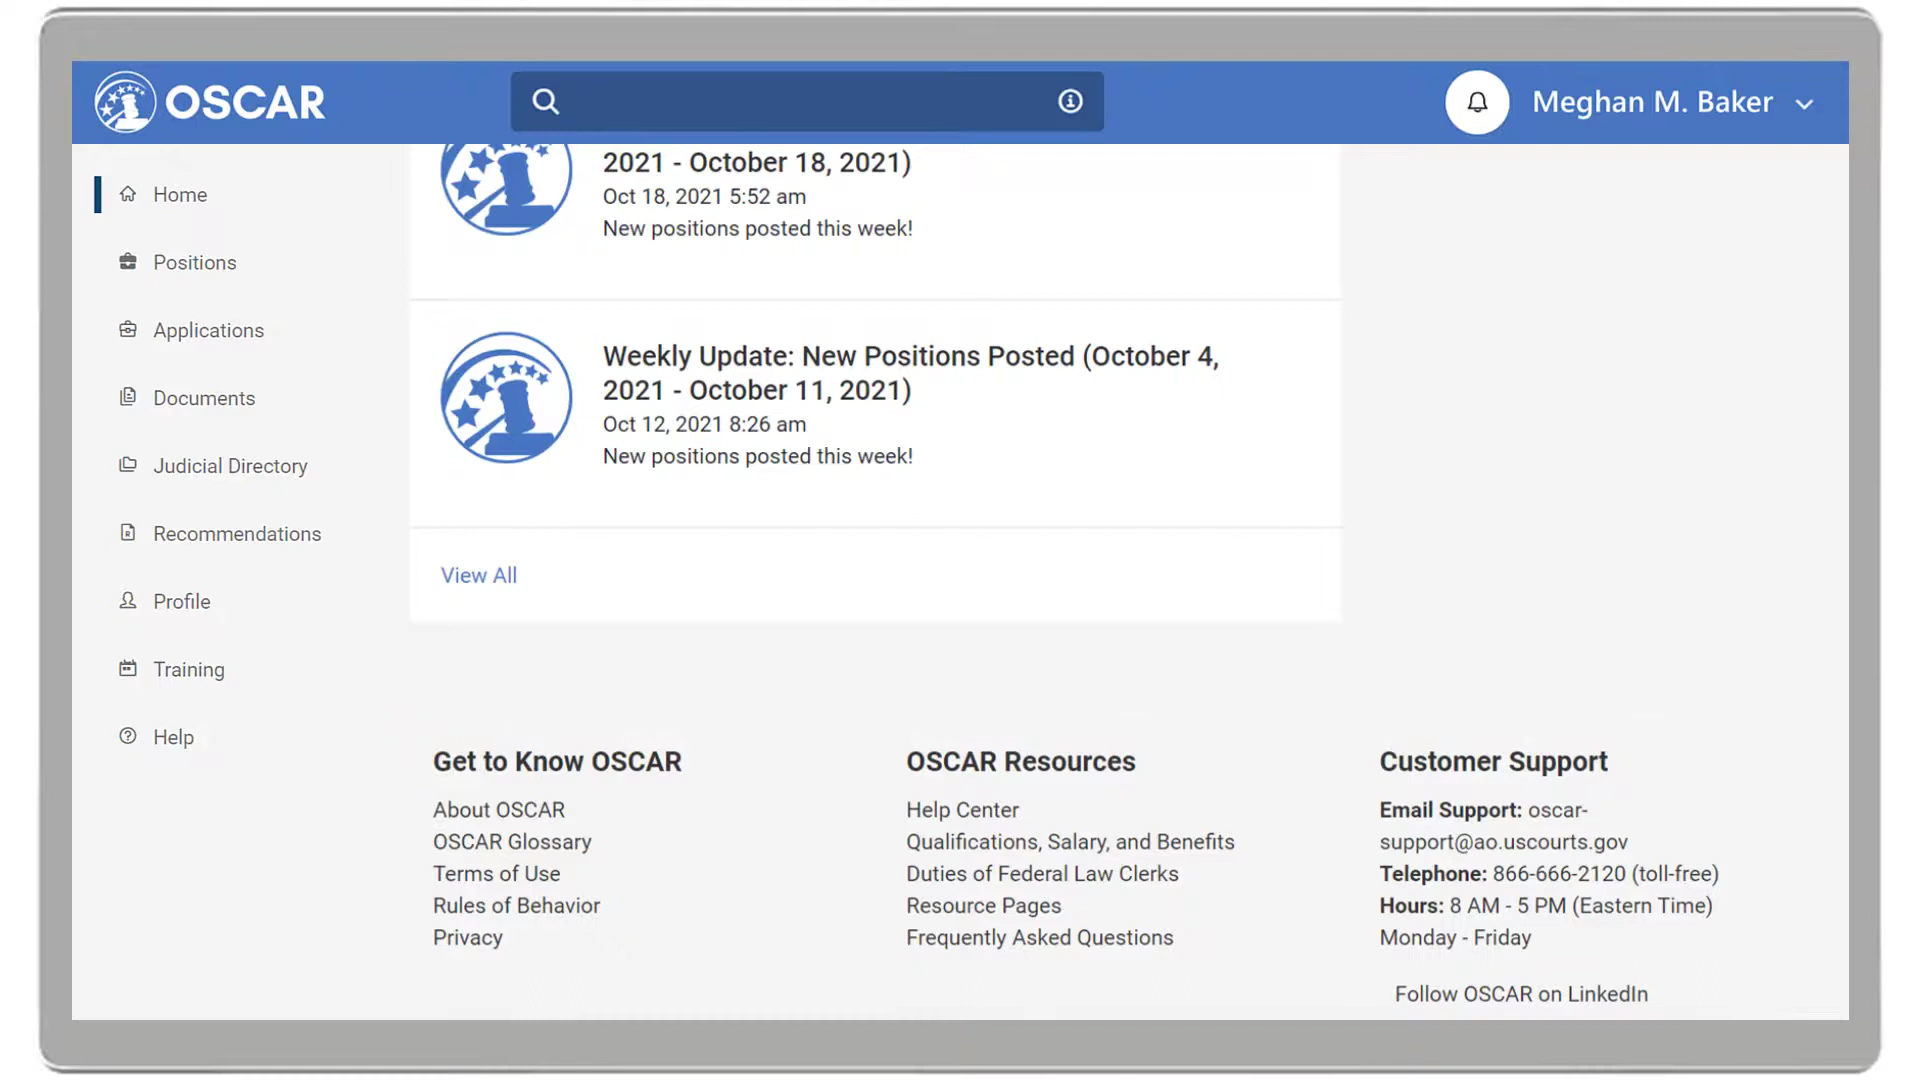 OSCAR
Meghan M. Baker
Home
Positions
Applications
Documents
Judicial Directory
Recommendations
Profile
Training
Help
2021 - October 18, 2021)
Oct 18, 2021 5:52 am
New positions posted this week!
Weekly Update: New Positions Posted (October 4,
2021 - October 11, 2021)
Oct 12, 2021 8:26 am
New positions posted this week!
View All
Get to Know OSCAR
About OSCAR
OSCAR Glossary
Terms of Use
Rules of Behavior
Privacy
OSCAR Resources
Help Center
Qualifications, Salary, and Benefits
Duties of Federal Law Clerks
Resource Pages
Frequently Asked Questions
Customer Support
Email Support: oscar-
support@ao.uscourts.gov
Telephone: 866-666-2120 (toll-free)
Hours: 8 AM - 5 PM (Eastern Time)
Monday - Friday
Follow OSCAR on LinkedIn